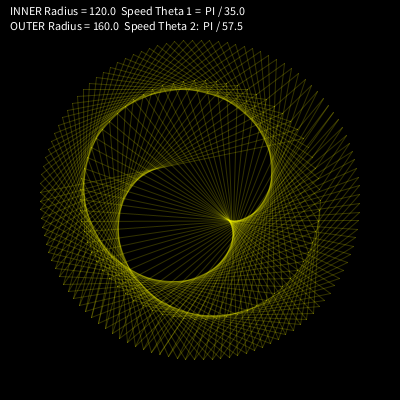 INNER Radius = 120.0  Speed Theta 1 =  PI / 35.0
OUTER Radius = 160.0  Speed Theta 2:  PI / 57.5